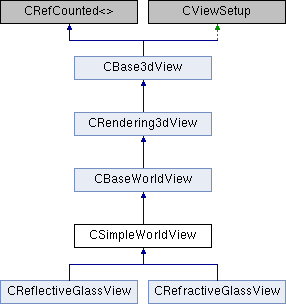 CRefCounted<> CViewSetup
CBase3dView
CRendering3dView
CBaseWorldView
CSimpleWorldView
CReflectiveGlassView CRefractiveGlassView